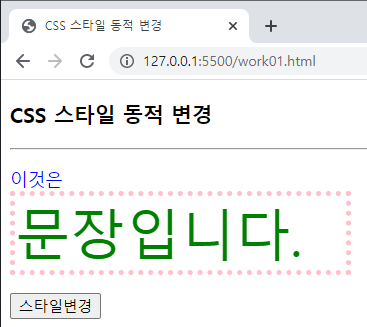 CSS 스타일 동적 변경
127.0.0.1:5500/work01.html
CSS 스타일 동적 변경
이것은
문장입니다.
스타일변경